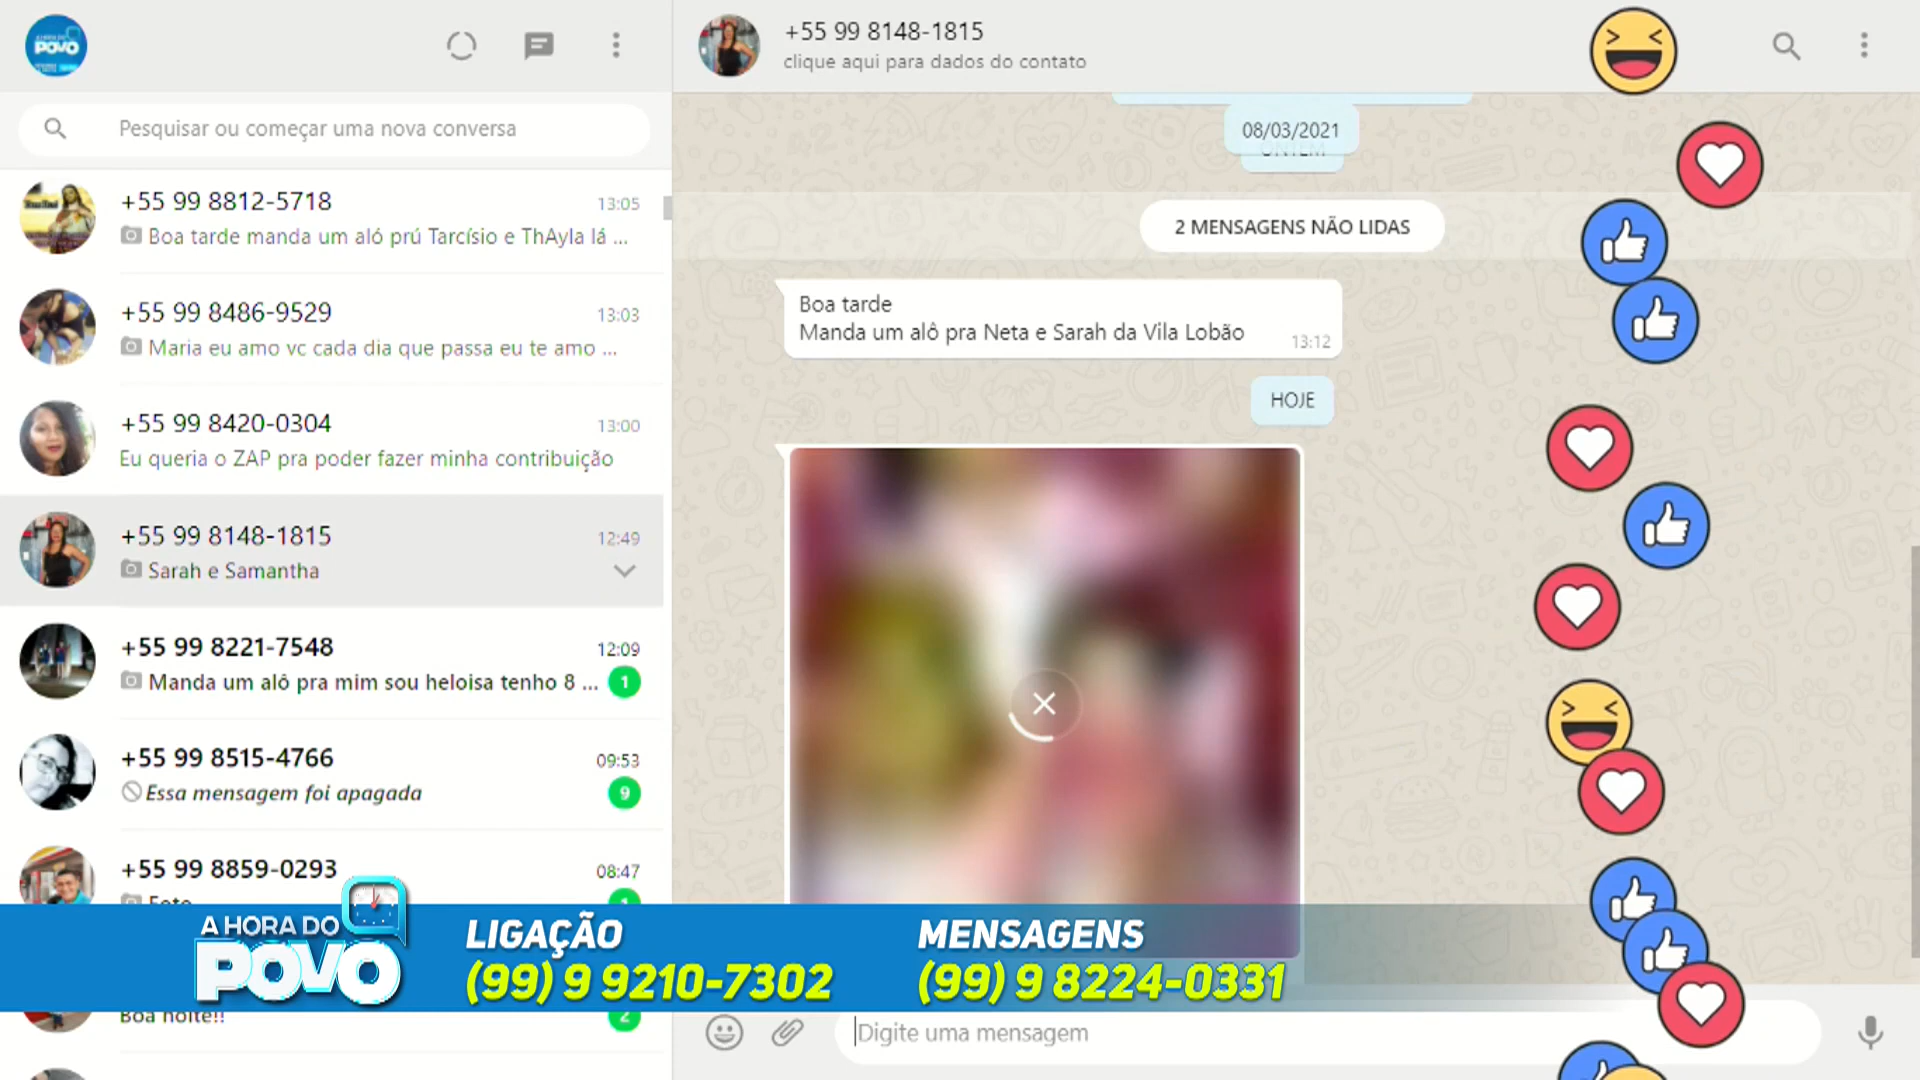 Pesquisar ou começar uma nova conversa
+55 99 8812-5718
13:05
Boa tarde manda um aló prú Tarcísio e ThAyla lá ...
+55 99 8486-9529
13:03
Maria eu amo vc cada dia que passa eu te amo ...
+55 99 8420-0304
13:00
Eu queria o ZAP pra poder fazer minha contribuição
+55 99 8148-1815
12:49
Sarah e Samantha
+55 99 8221-7548
12:09
Manda um alô pra mim sou heloisa tenho 8 ...
1
+55 99 8515-4766
09:53
Essa mensagem foi apagada
9
+55 99 8859-0293
08:47
Foto
Boa noite!!
2
+55 99 8148-1815
clique aqui para dados do contato
08/03/2021
ONTEM
2 MENSAGENS NÃO LIDAS
Boa tarde
Manda um alô pra Neta e Sarah da Vila Lobão
13:12
HOJE
Digite uma mensagem
A HORA DO
POVO
LIGAÇÃO
(99) 9 9210-7302
MENSAGENS
(99) 9 8224-0331